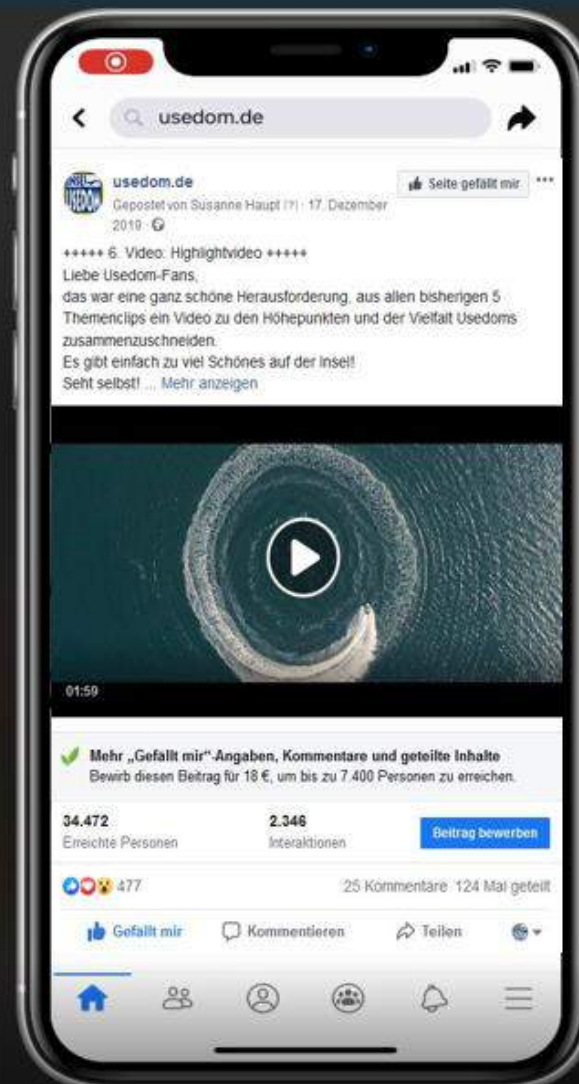 usedom.de
INSEL USEDOM
usedom.de
Seite gefällt mir
Gepostet von Susanne Haupt [?] · 17. Dezember
2019 ·
+++++ 6. Video: Highlightvideo +++++
Liebe Usedom-Fans,
das war eine ganz schöne Herausforderung, aus allen bisherigen 5
Themenclips ein Video zu den Höhepunkten und der Vielfalt Usedoms
zusammenzuschneiden.
Es gibt einfach zu viel Schönes auf der Insel!
Seht selbst! ... Mehr anzeigen
01:59
Mehr „Gefällt mir“-Angaben, Kommentare und geteilte Inhalte
Bewirb diesen Beitrag für 18 €, um bis zu 7.400 Personen zu erreichen.
34.472
Erreichte Personen
2.346
Interaktionen
Beitrag bewerben
477
25 Kommentare 124 Mal geteilt
Gefällt mir
Kommentieren
Teilen